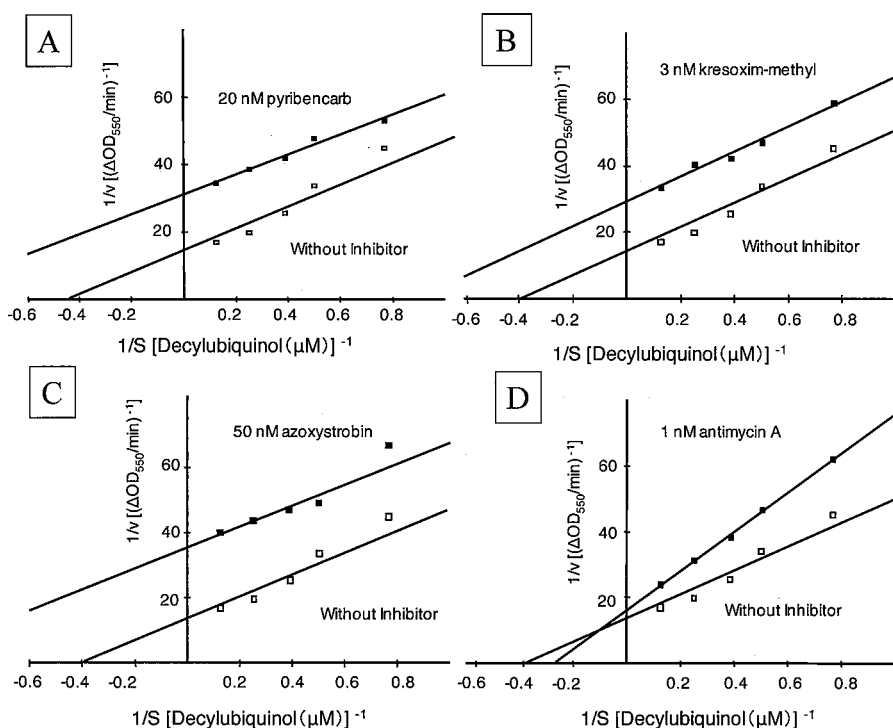 A
1/v [(ΔOD₅₅₀/min)⁻¹]
20 nM pyribencarb
60
40
20
Without Inhibitor
-0.6 -0.4 -0.2 0 0.2 0.4 0.6 0.8
1/S [Decylubiquinol (μM)] ⁻¹
B
1/v [(ΔOD₅₅₀/min)⁻¹]
3 nM kresoxim-methyl
60
40
20
Without Inhibitor
-0.6 -0.4 -0.2 0 0.2 0.4 0.6 0.8
1/S [Decylubiquinol (μM)] ⁻¹
C
1/v [(ΔOD₅₅₀/min)⁻¹]
50 nM azoxystrobin
60
40
20
Without Inhibitor
-0.6 -0.4 -0.2 0 0.2 0.4 0.6 0.8
1/S [Decylubiquinol (μM)] ⁻¹
D
1/v [(ΔOD₅₅₀/min)⁻¹]
1 nM antimycin A
60
40
20
Without Inhibitor
-0.6 -0.4 -0.2 0 0.2 0.4 0.6 0.8
1/S [Decylubiquinol (μM)] ⁻¹